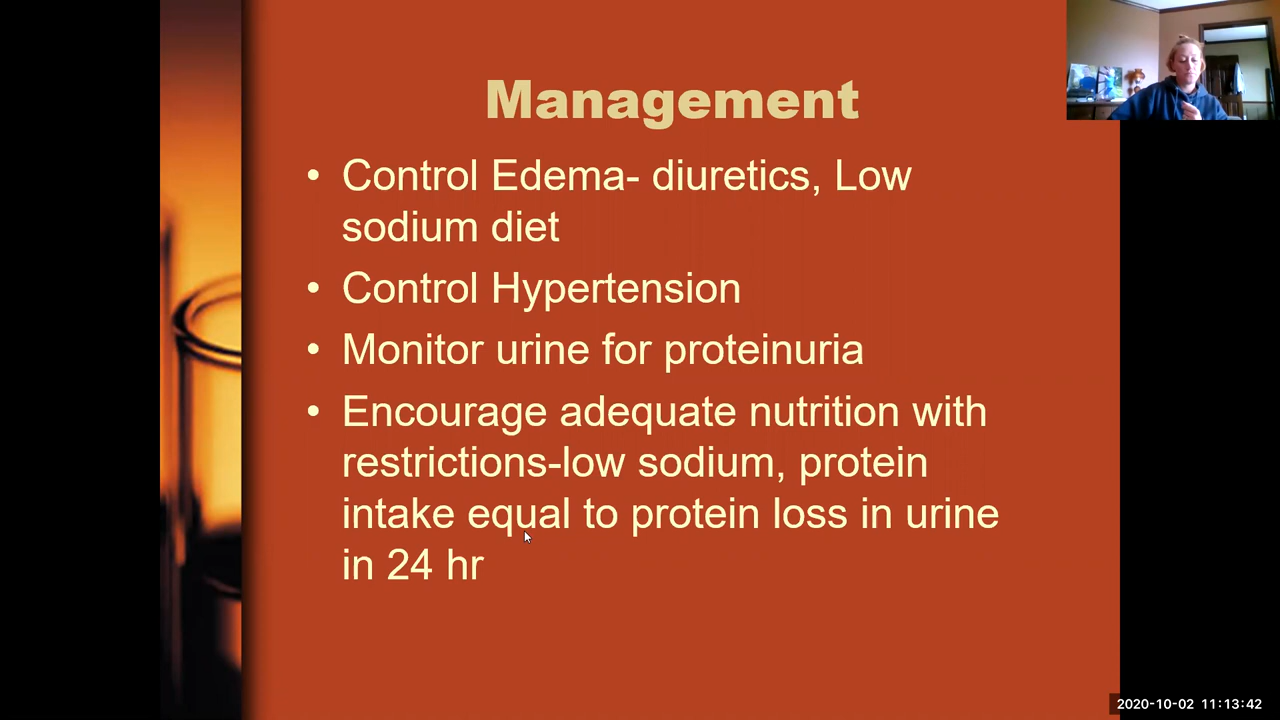 Management
• Control Edema- diuretics, Low
sodium diet
• Control Hypertension
• Monitor urine for proteinuria
• Encourage adequate nutrition with
restrictions-low sodium, protein
intake equal to protein loss in urine
in 24 hr
2020-10-02 11:13:42